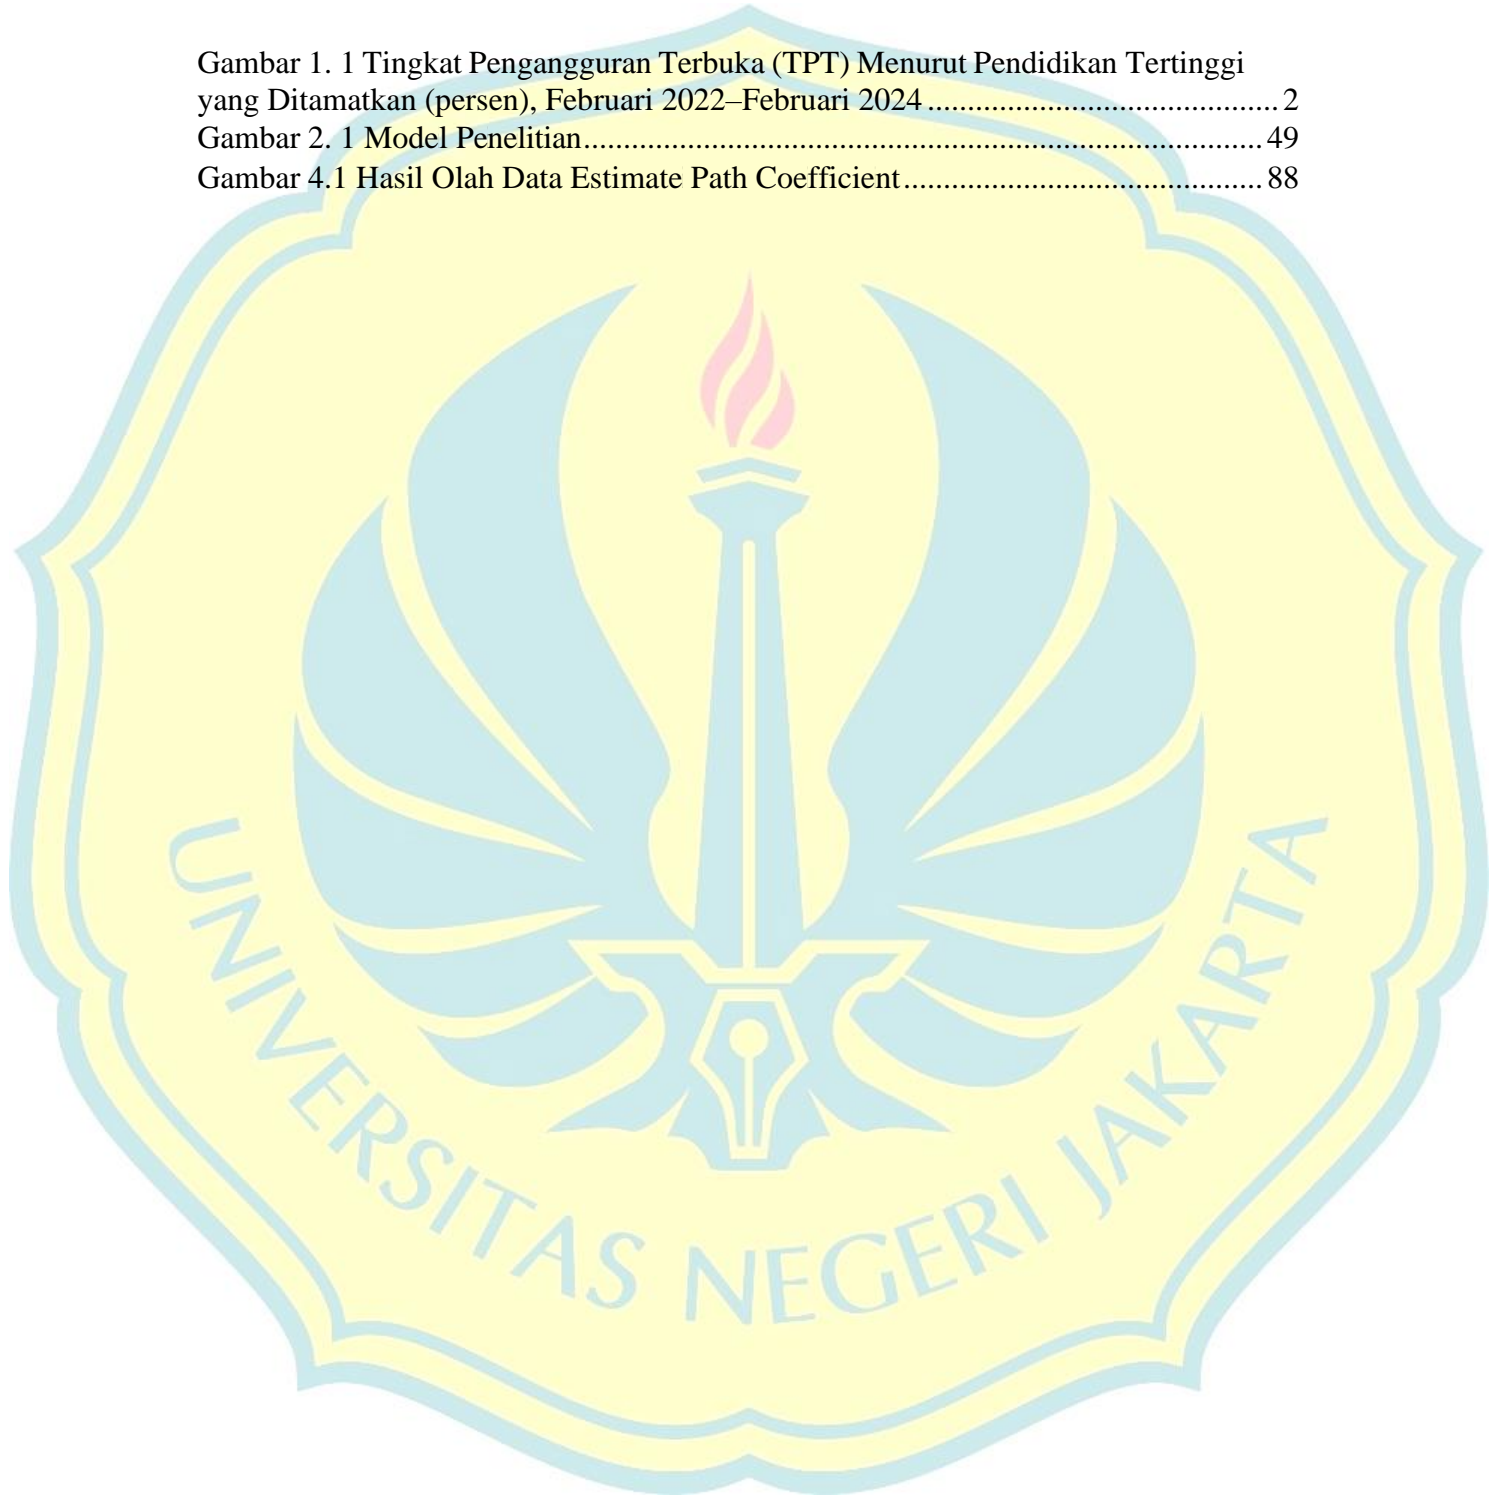 Gambar 1. 1 Tingkat Pengangguran Terbuka (TPT) Menurut Pendidikan Tertinggi
yang Ditamatkan (persen), Februari 2022–Februari 2024 ............................................ 2
Gambar 2. 1 Model Penelitian..................................................................................... 49
Gambar 4.1 Hasil Olah Data Estimate Path Coefficient............................................. 88
UNIVERSITAS NEGERI JAKARTA